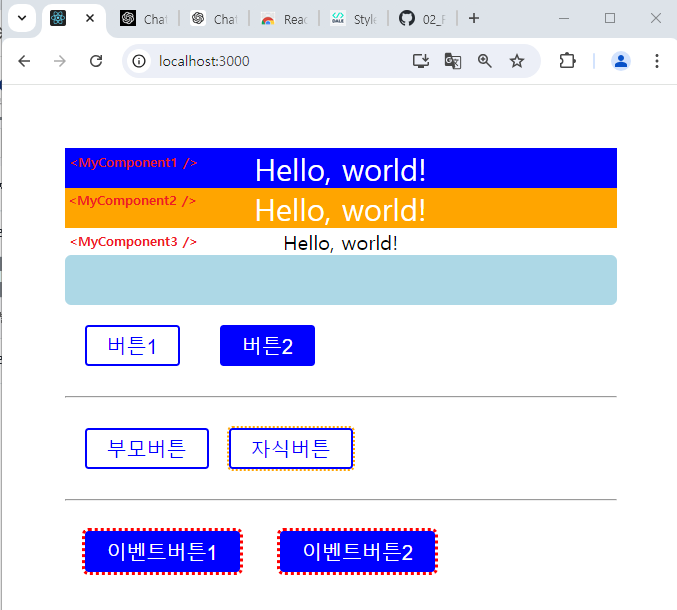 Chat
Chat
Reac
Style
02_
localhost:3000
<MyComponent1 />
Hello, world!
<MyComponent2 />
Hello, world!
<MyComponent3 />
Hello, world!
버튼1 버튼2
부모버튼 자식버튼
이벤트버튼1 이벤트버튼2